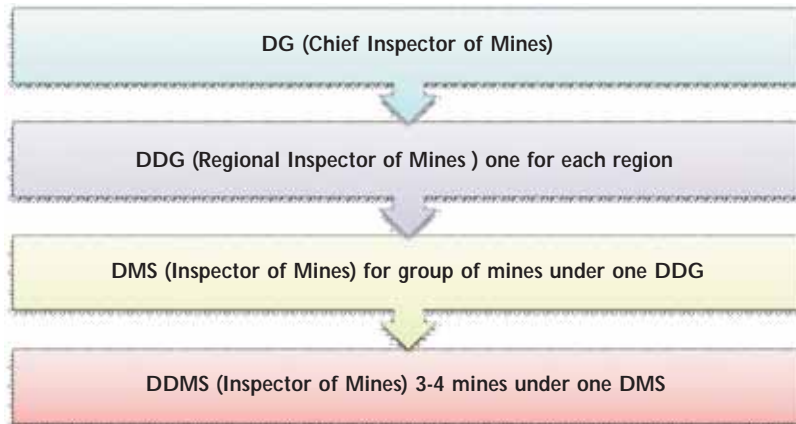 DG (Chief Inspector of Mines)
DDG (Regional Inspector of Mines ) one for each region
DMS (Inspector of Mines) for group of mines under one DDG
DDMS (Inspector of Mines) 3-4 mines under one DMS